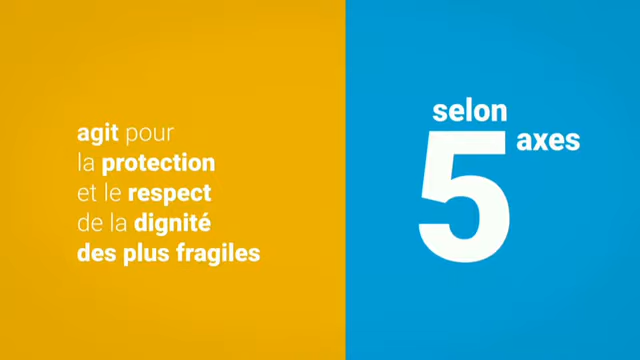 agit pour
la protection
et le respect
de la dignité
des plus fragiles
selon
5 axes